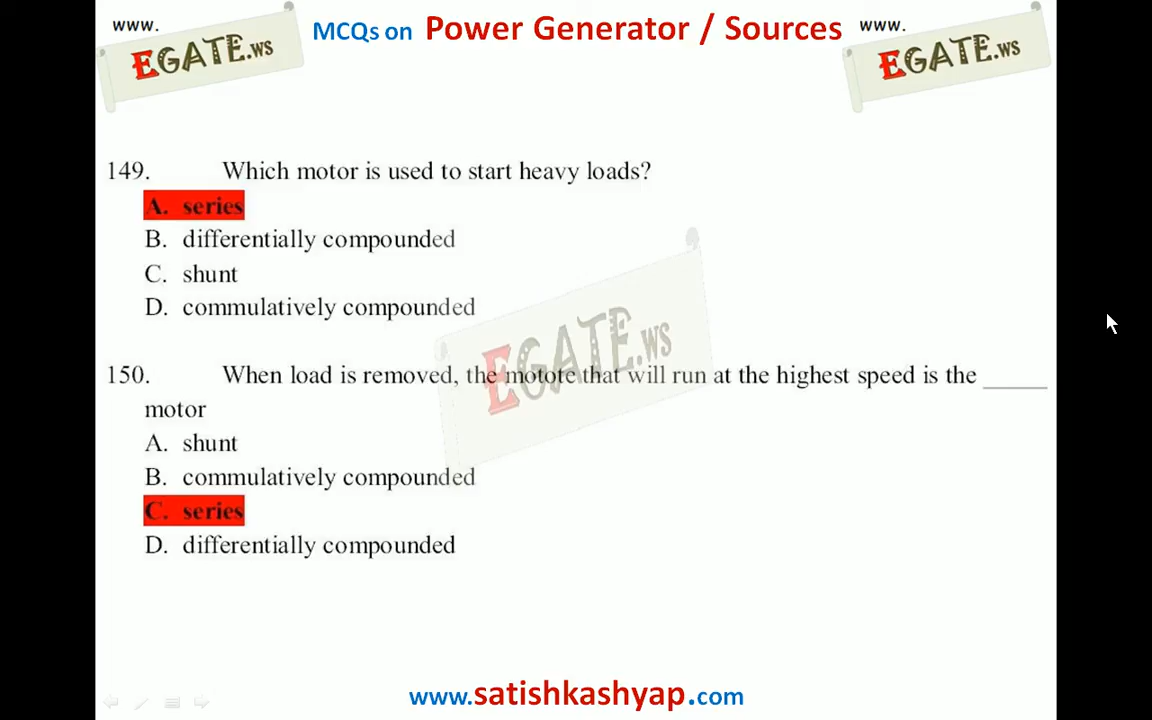 www.
EGATE.ws
MCQs on Power Generator / Sources
www.
EGATE.ws
149. Which motor is used to start heavy loads?
A. series
B. differentially compounded
C. shunt
D. commulatively compounded
EGATE.ws
150. When load is removed, the motote that will run at the highest speed is the _____
motor
A. shunt
B. commulatively compounded
C. series
D. differentially compounded
www.satishkashyap.com